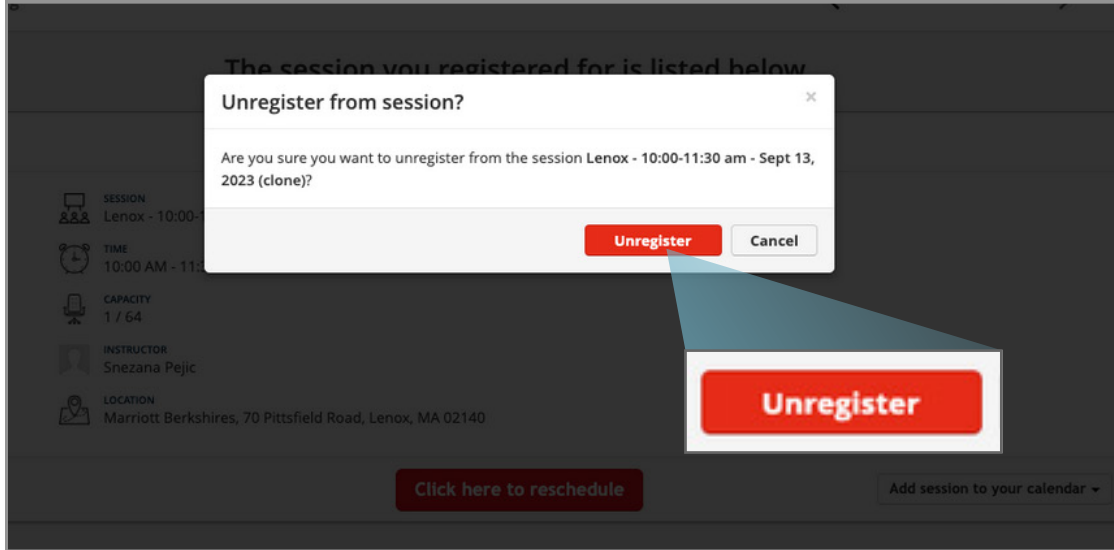 The session you registered for is listed below
Unregister from session?
×
Are you sure you want to unregister from the session Lenox - 10:00-11:30 am - Sept 13,
2023 (clone)?
Unregister
Cancel
SESSION
Lenox - 10:00-1
TIME
10:00 AM - 11:
CAPACITY
1 / 64
INSTRUCTOR
Snezana Pejic
LOCATION
Marriott Berkshires, 70 Pittsfield Road, Lenox, MA 02140
Unregister
Click here to reschedule
Add session to your calendar